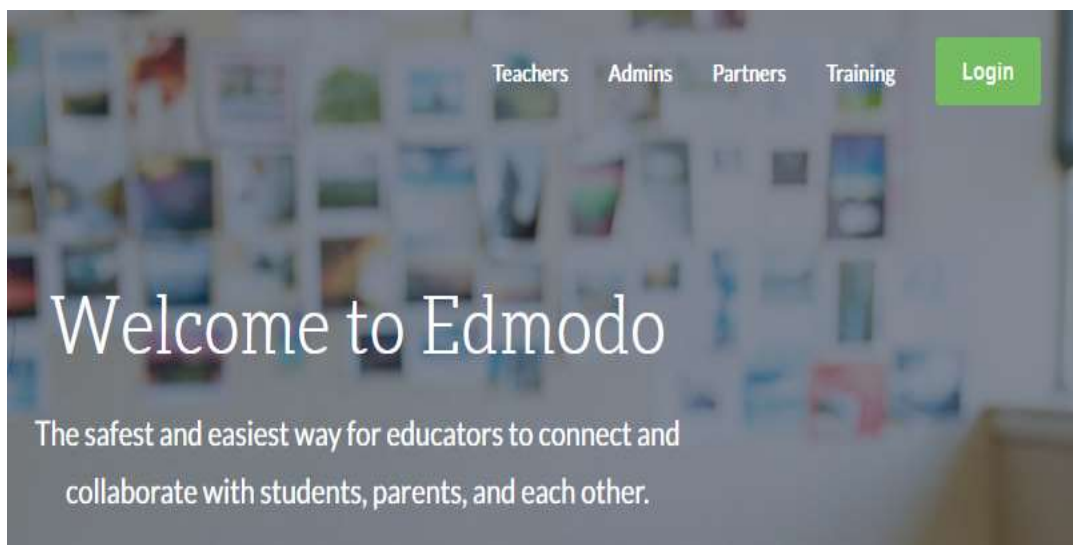 Teachers Admins Partners Training Login
Welcome to Edmodo
The safest and easiest way for educators to connect and
collaborate with students, parents, and each other.